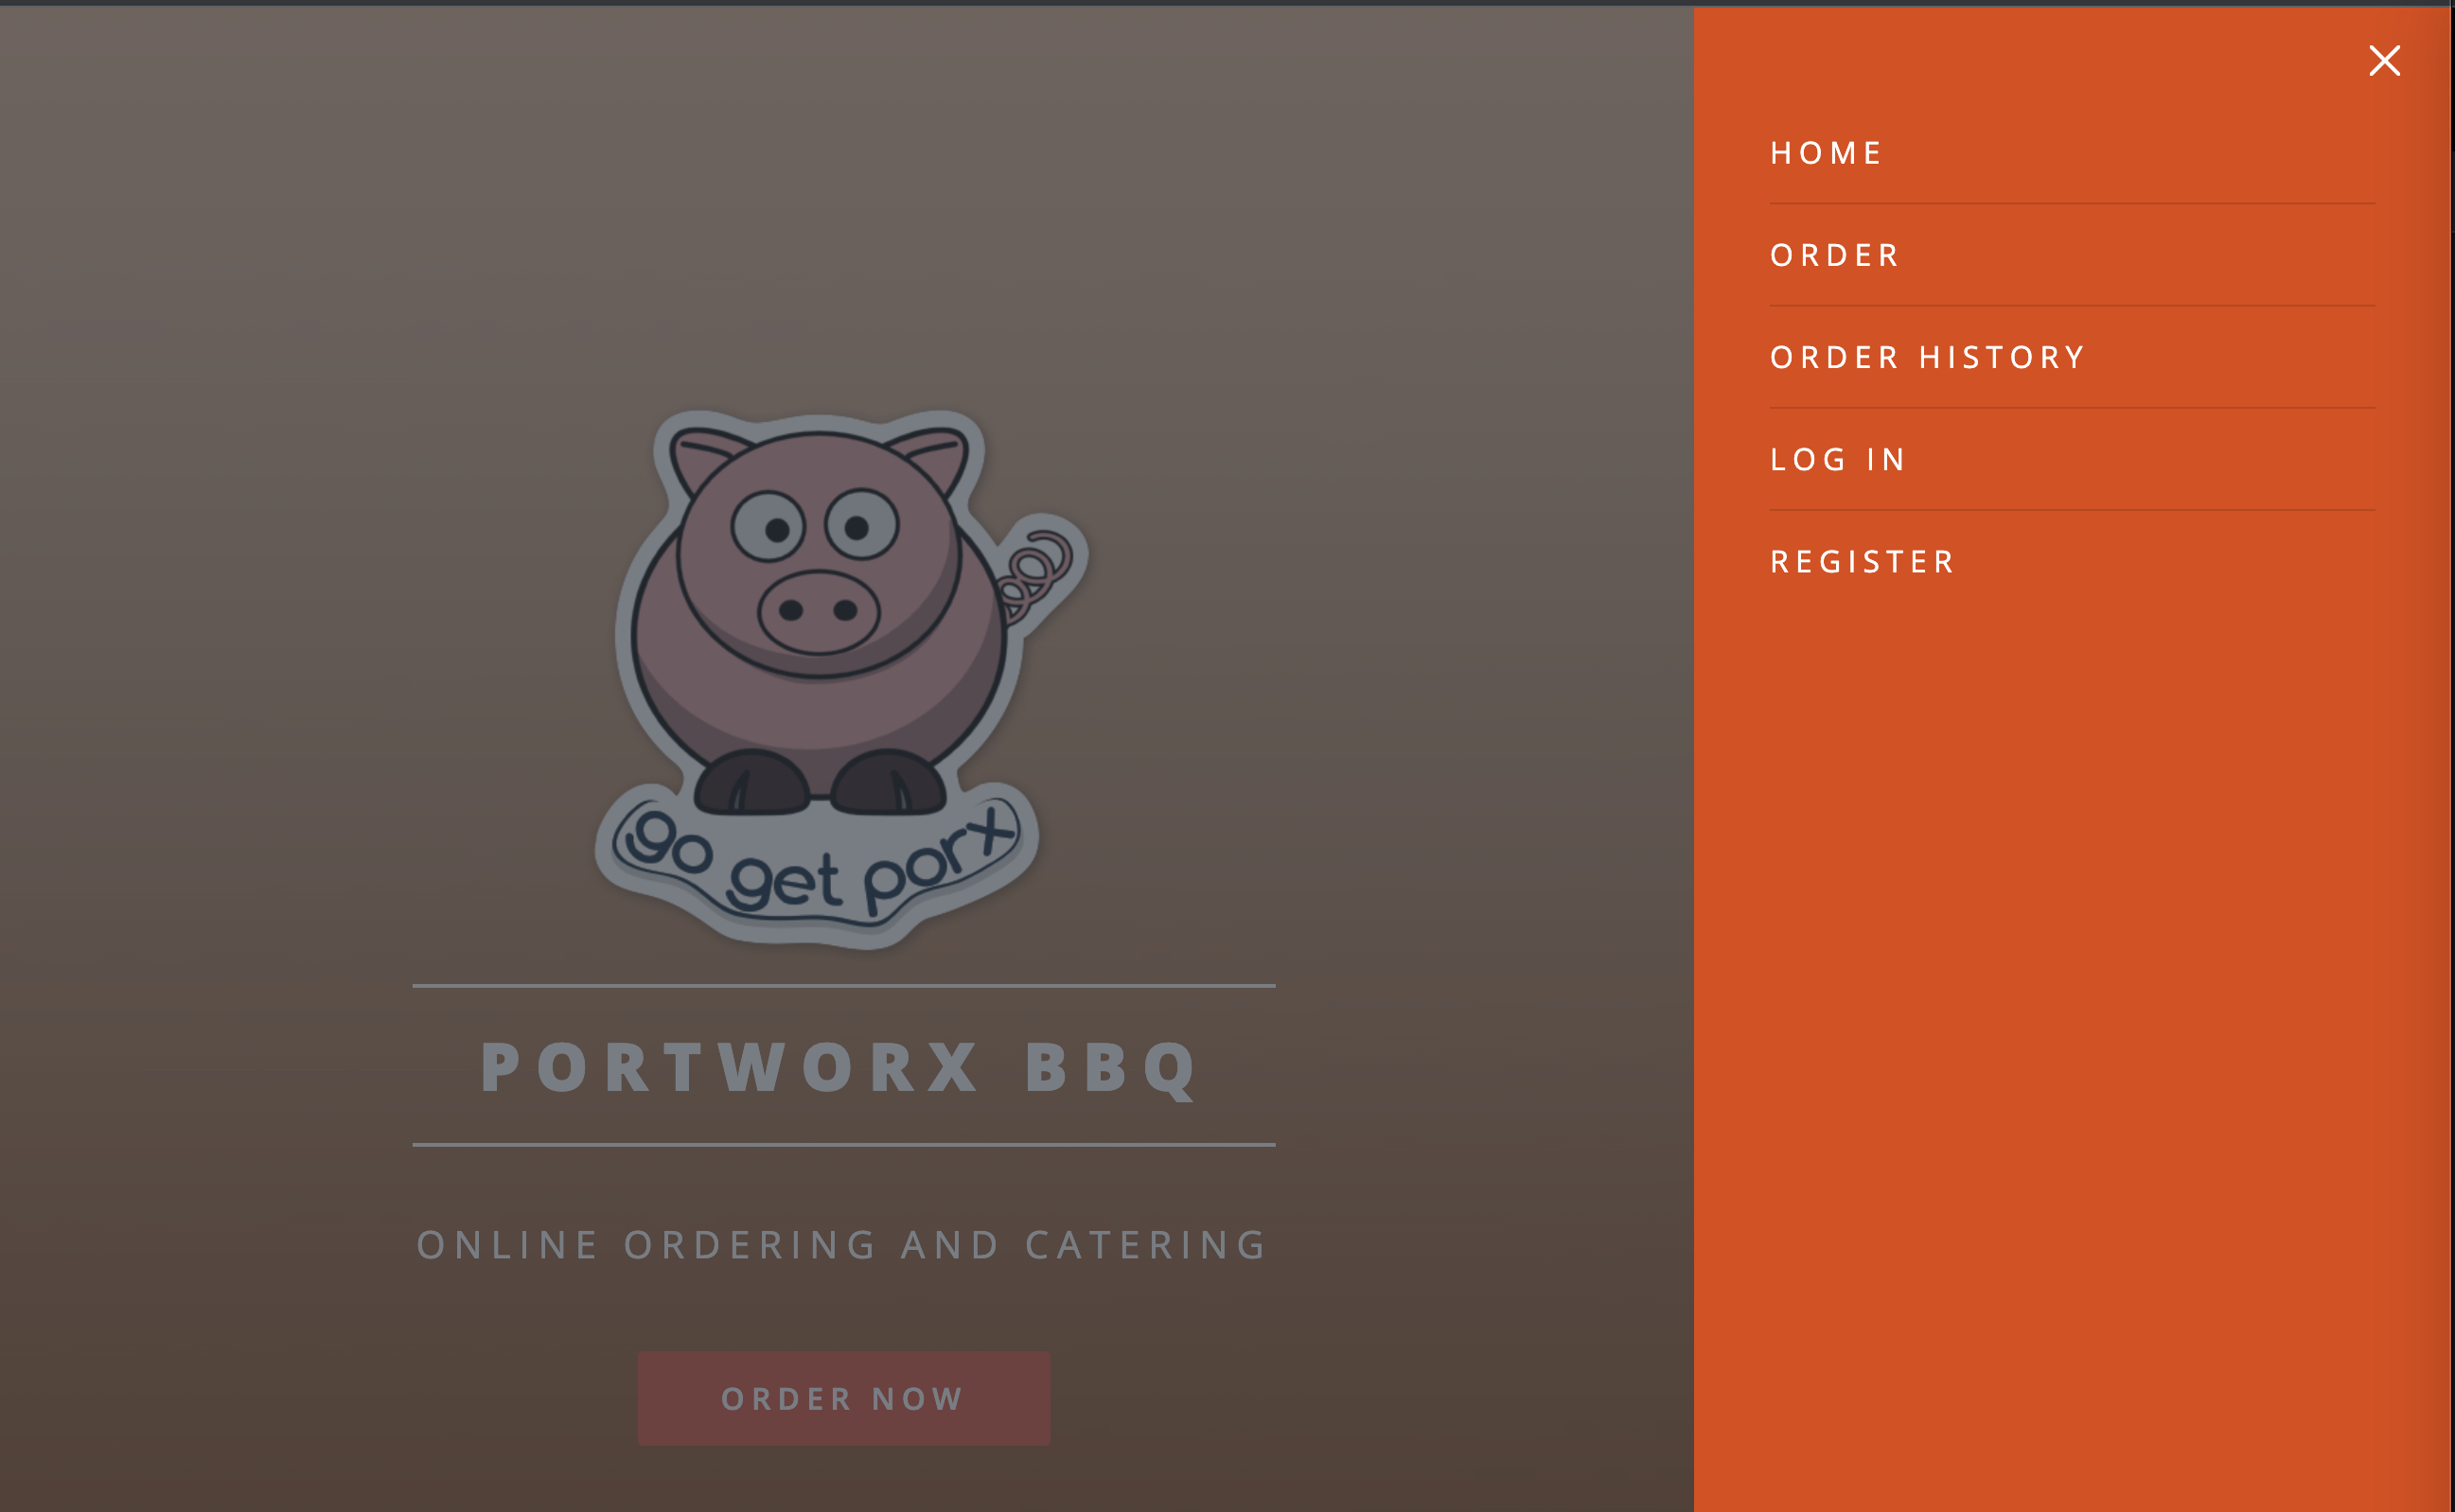 HOME
ORDER
ORDER HISTORY
LOG IN
REGISTER
go get porx
PORTWORX BBQ
ONLINE ORDERING AND CATERING
ORDER NOW